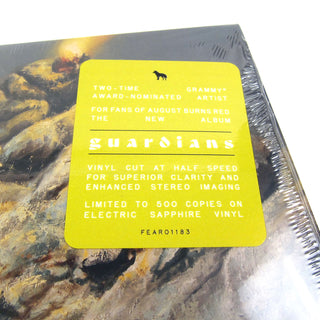 TWO-TIME GRAMMY®
AWARD-NOMINATED ARTIST
FOR FANS OF AUGUST BURNS RED
THE NEW ALBUM
guardians
VINYL CUT AT HALF SPEED
FOR SUPERIOR CLARITY AND
ENHANCED STEREO IMAGING
LIMITED TO 500 COPIES ON
ELECTRIC SAPPHIRE VINYL
FEAR01183